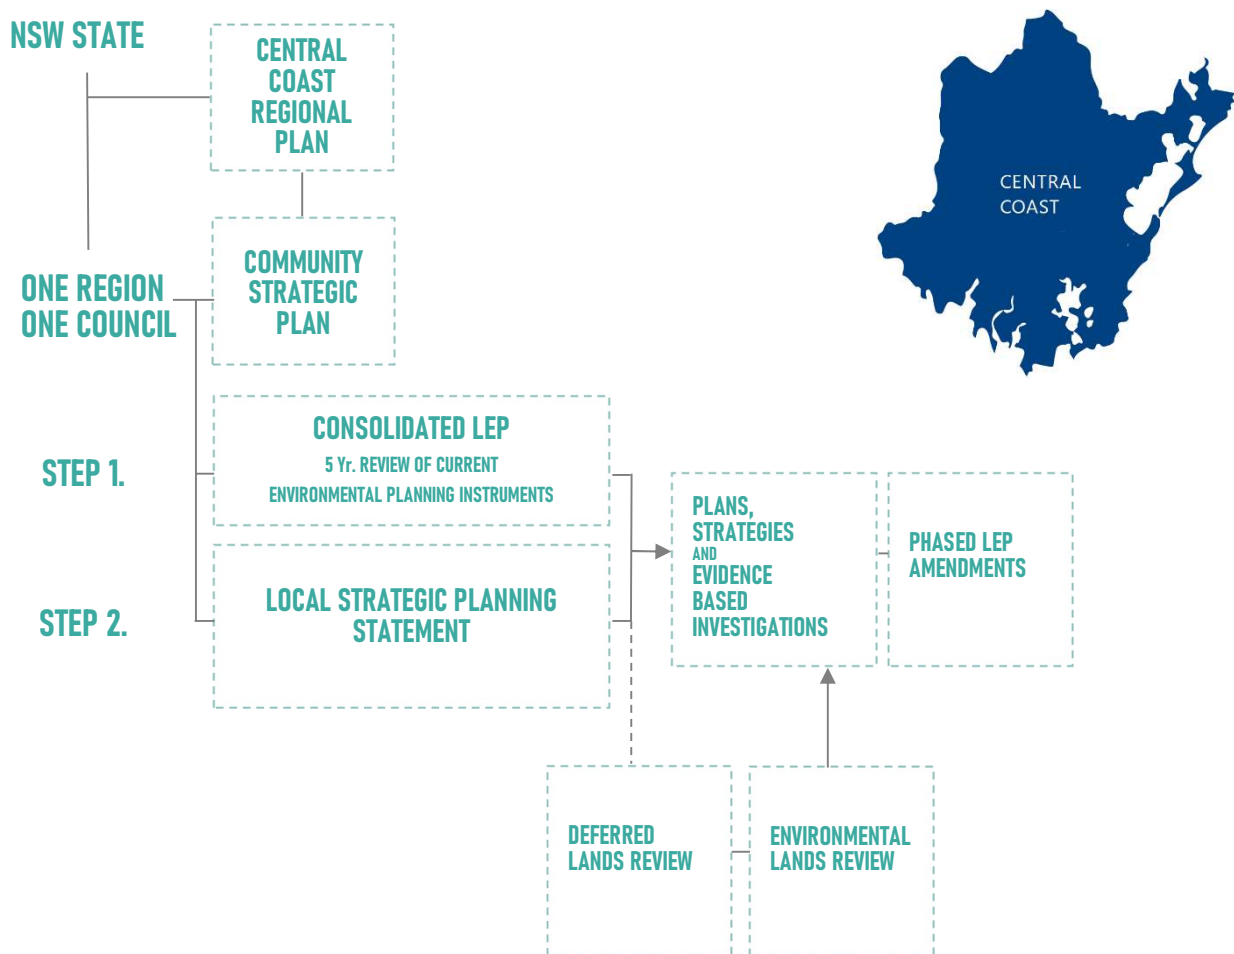 NSW STATE
CENTRAL
COAST
REGIONAL
PLAN
CENTRAL
COAST
ONE REGION
ONE COUNCIL
COMMUNITY
STRATEGIC
PLAN
STEP 1.
CONSOLIDATED LEP
5 Yr. REVIEW OF CURRENT
ENVIRONMENTAL PLANNING INSTRUMENTS
STEP 2.
LOCAL STRATEGIC PLANNING
STATEMENT
PLANS,
STRATEGIES
AND
EVIDENCE
BASED
INVESTIGATIONS
PHASED LEP
AMENDMENTS
DEFERRED
LANDS REVIEW
ENVIRONMENTAL
LANDS REVIEW